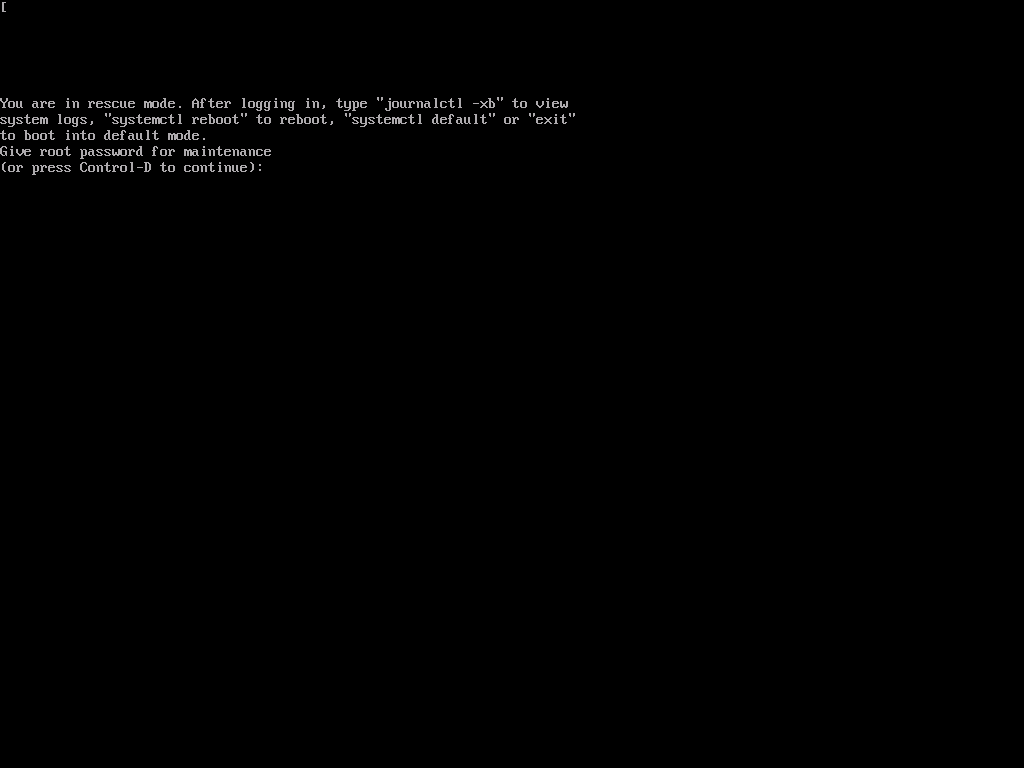 [
You are in rescue mode. After logging in, type "journalctl -xb" to view
system logs, "systemctl reboot" to reboot, "systemctl default" or "exit"
to boot into default mode.
Give root password for maintenance
(or press Control-D to continue):